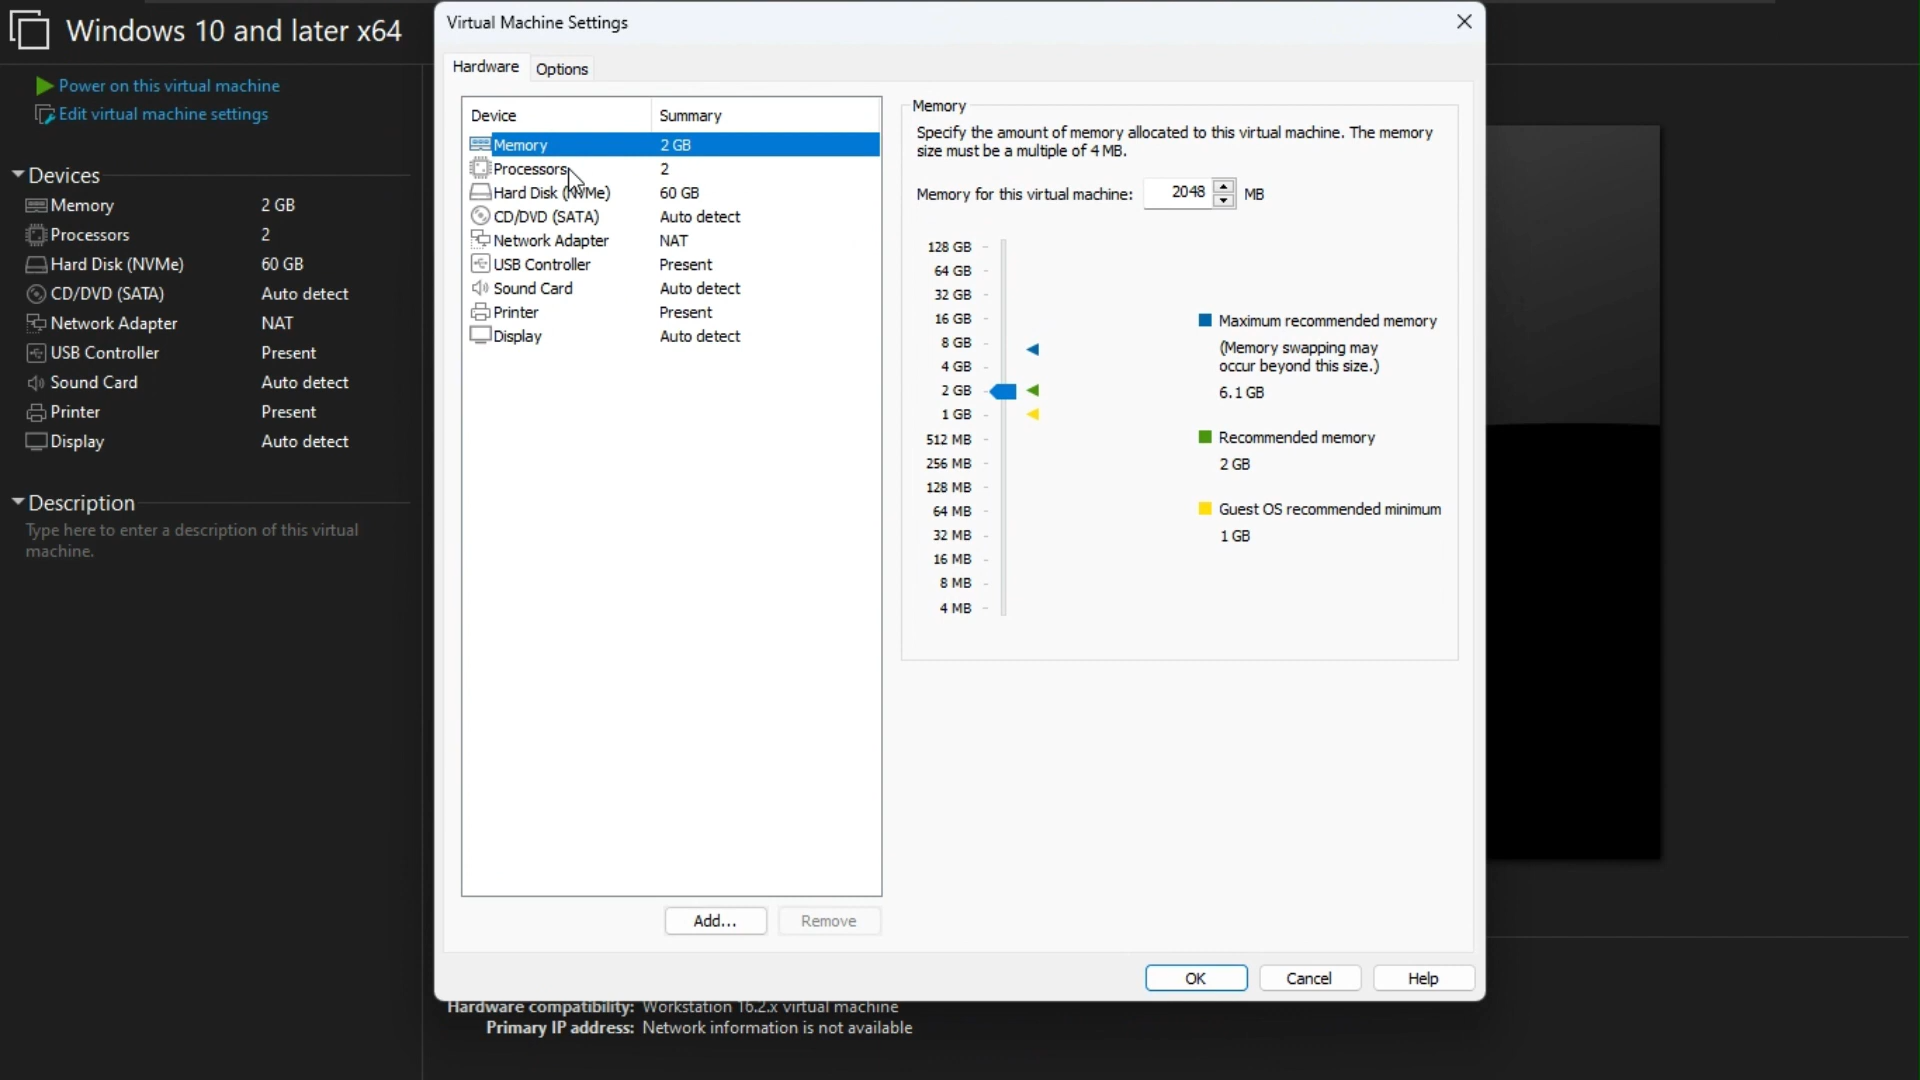 Windows 10 and later x64
Power on this virtual machine
Edit virtual machine settings
Devices
Memory 2 GB
Processors 2
Hard Disk (NVMe) 60 GB
CD/DVD (SATA) Auto detect
Network Adapter NAT
USB Controller Present
Sound Card Auto detect
Printer Present
Display Auto detect
Description
Type here to enter a description of this virtual
machine.
Virtual Machine Settings
Hardware Options
Device Summary
Memory 2 GB
Processors 2
Hard Disk (NVMe) 60 GB
CD/DVD (SATA) Auto detect
Network Adapter NAT
USB Controller Present
Sound Card Auto detect
Printer Present
Display Auto detect
Add... Remove
Memory
Specify the amount of memory allocated to this virtual machine. The memory
size must be a multiple of 4 MB.
Memory for this virtual machine: 2048 MB
128 GB
64 GB
32 GB
16 GB
8 GB
4 GB
2 GB
1 GB
512 MB
256 MB
128 MB
64 MB
32 MB
16 MB
8 MB
4 MB
Maximum recommended memory
(Memory swapping may
occur beyond this size.)
6.1 GB
Recommended memory
2 GB
Guest OS recommended minimum
1 GB
OK Cancel Help
Hardware compatibility: Workstation 16.2.x virtual machine
Primary IP address: Network information is not available